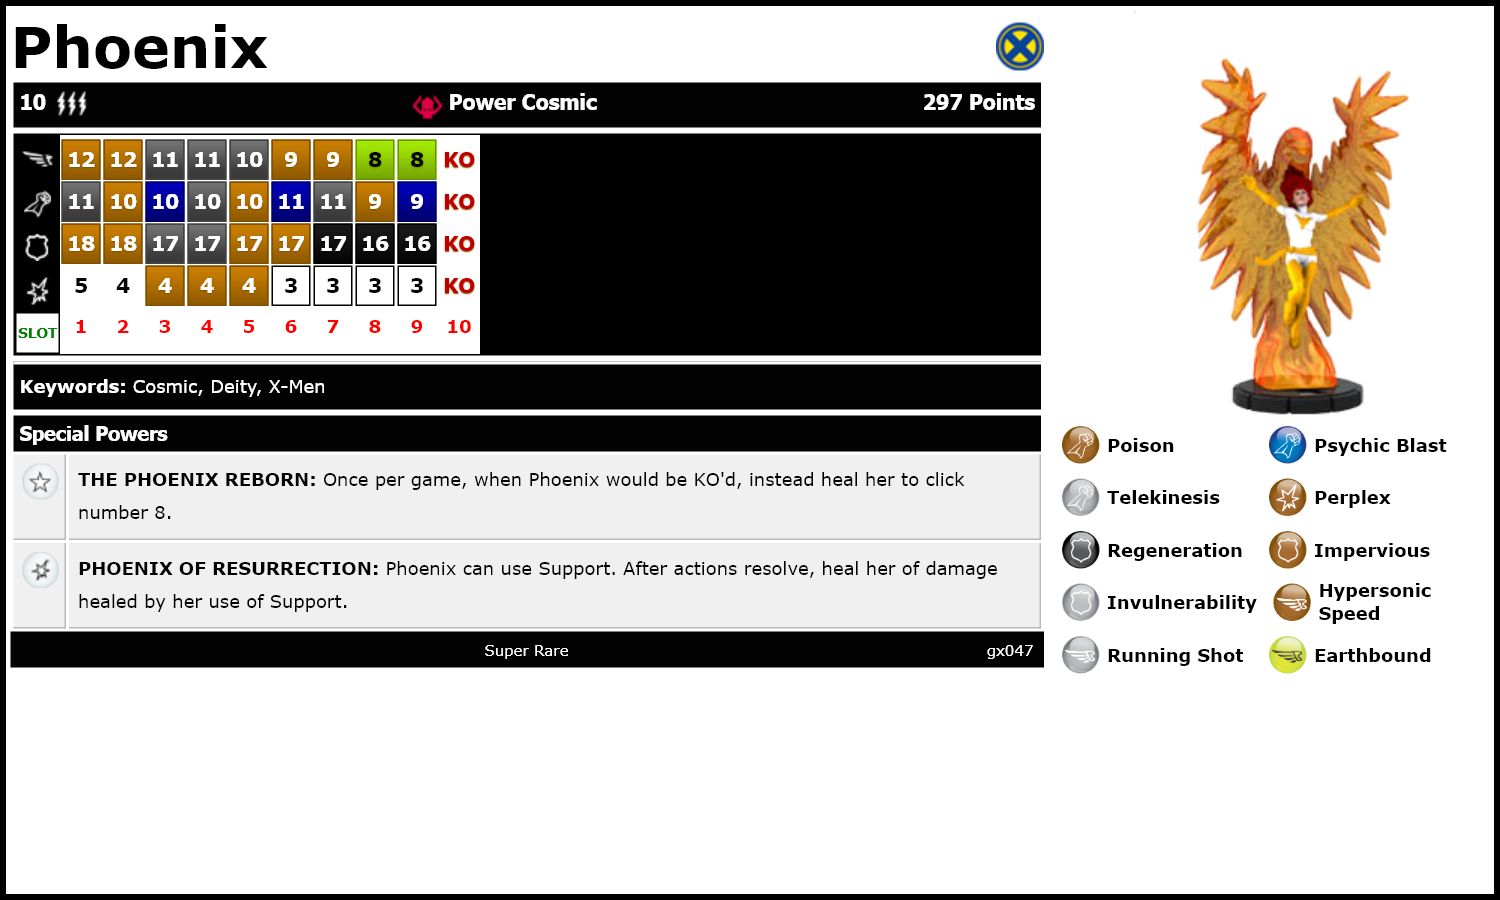 Phoenix
10 Power Cosmic 297 Points
12 12 11 11 10 9 9 8 8 KO
11 10 10 10 10 11 11 9 9 KO
18 18 17 17 17 17 17 16 16 KO
5 4 4 4 4 3 3 3 3 KO
SLOT 1 2 3 4 5 6 7 8 9 10
Keywords: Cosmic, Deity, X-Men
Special Powers
THE PHOENIX REBORN: Once per game, when Phoenix would be KO'd, instead heal her to click
number 8.
PHOENIX OF RESURRECTION: Phoenix can use Support. After actions resolve, heal her of damage
healed by her use of Support.
Super Rare gx047
Poison Psychic Blast
Telekinesis Perplex
Regeneration Impervious
Invulnerability Hypersonic
Speed
Running Shot Earthbound